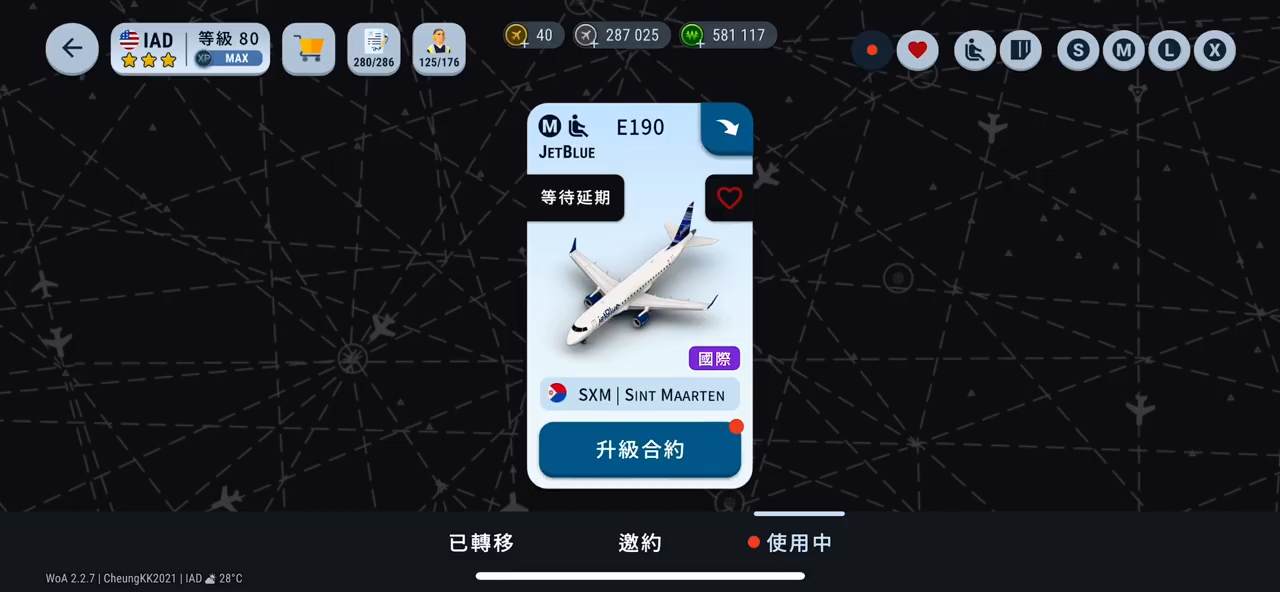 IAD
等級 80
XP MAX
280/286
125/176
40
287 025
581 117
S M L X
M E190
JETBLUE
等待延期
jetBlue
國際
SXM | SINT MAARTEN
升級合約
已轉移
邀約
使用中
WoA 2.2.7 | CheungKK2021 | IAD 28°C